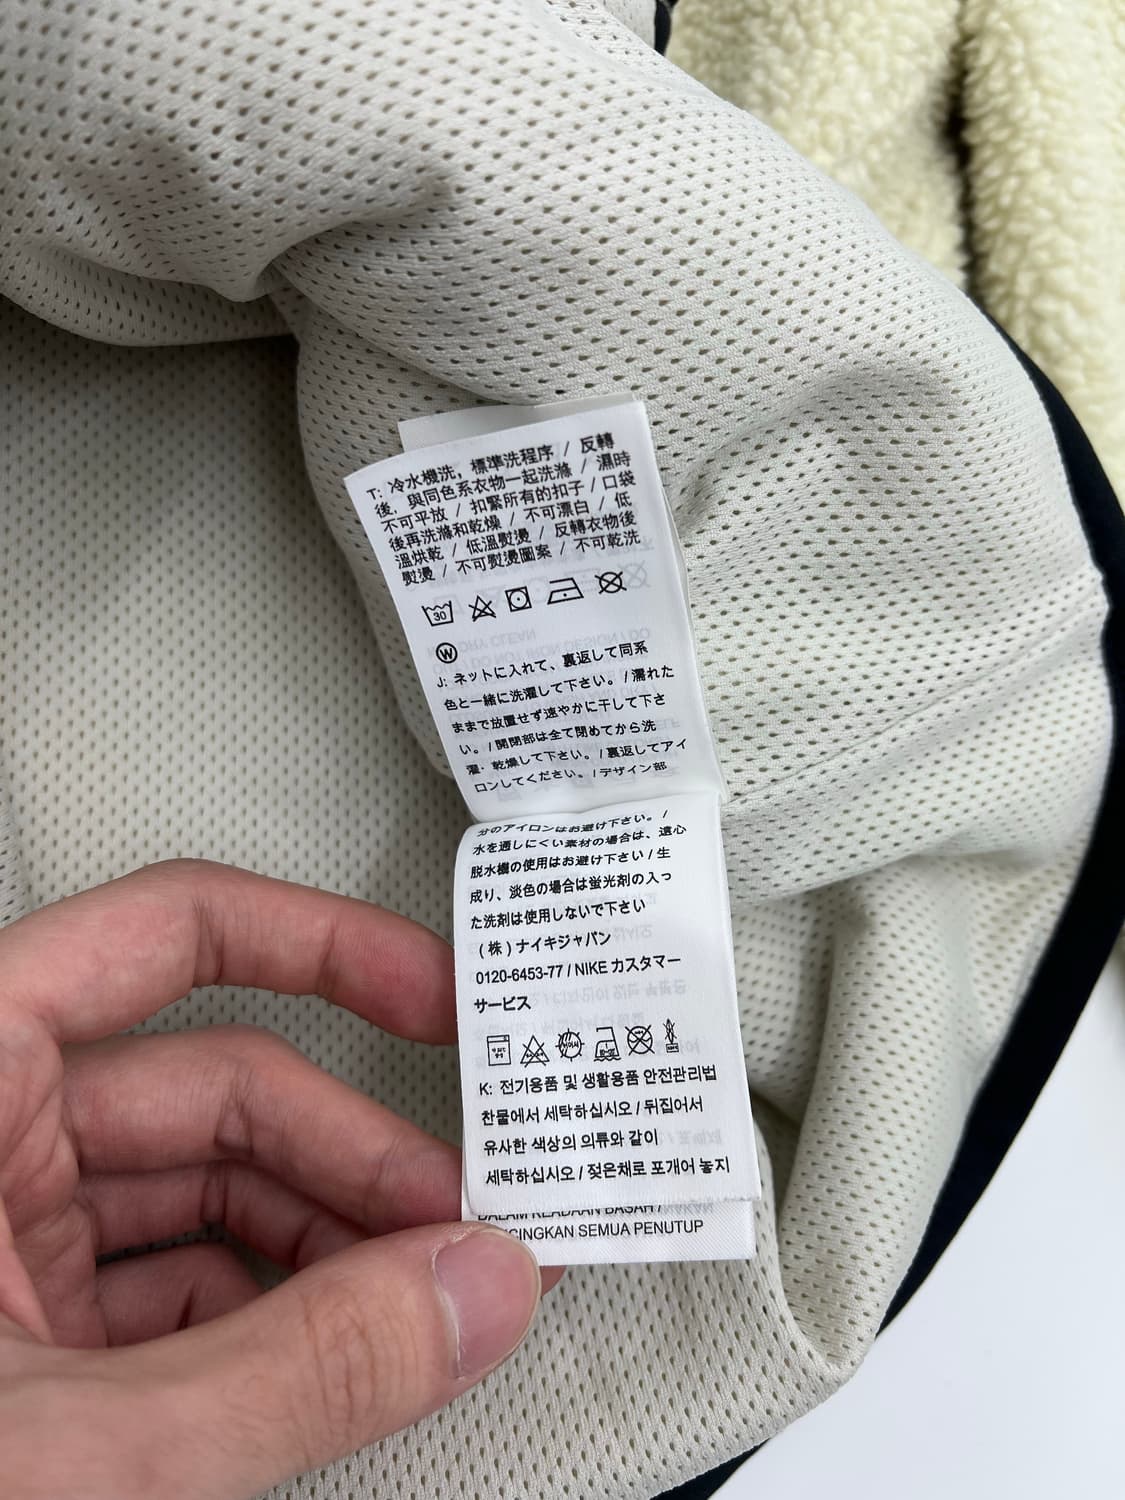 T: 冷水機洗，標準洗程序 / 反轉
後，與同色系衣物一起洗滌 / 濕時
不可平放 / 扣緊所有的扣子 / 口袋
後再洗滌和乾燥 / 不可漂白 / 低
溫烘乾 / 低溫熨燙 / 反轉衣物後
熨燙 / 不可熨燙圖案 / 不可乾洗
30
W
J: ネットに入れて、裏返して同系
色と一緒に洗濯して下さい。/ 濡れた
ままで放置せず速やかに干して下さ
い。/ 開閉部は全て閉めてから洗
濯・乾燥して下さい。/ 裏返してアイ
ロンしてください。/ デザイン部
分のアイロンはお避け下さい。/
水を通しにくい素材の場合は、遠心
脱水機の使用はお避け下さい / 生
成り、淡色の場合は蛍光剤の入っ
た洗剤は使用しないで下さい
(株) ナイキジャパン
0120-6453-77 / NIKE カスタマー
サービス
K: 전기용품 및 생활용품 안전관리법
찬물에서 세탁하십시오 / 뒤집어서
유사한 색상의 의류와 같이
세탁하십시오 / 젖은채로 포개어 놓지
DALAM KEADAAN BASAH /
CINGKAN SEMUA PENUTUP